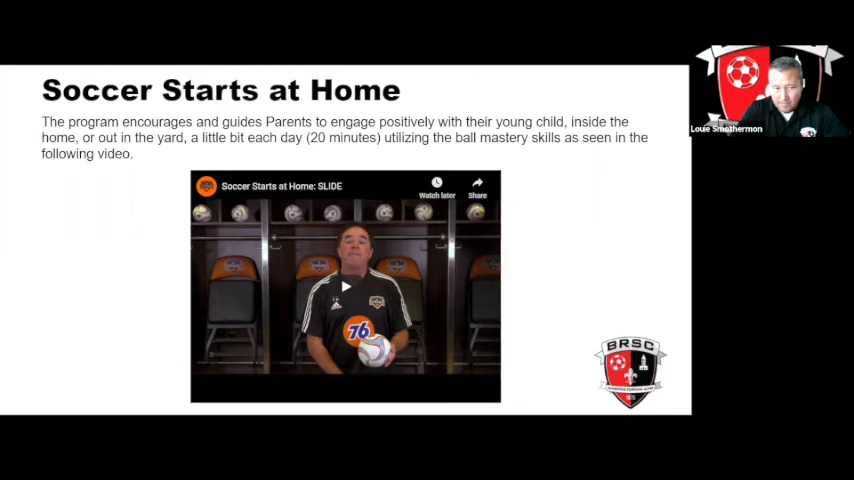 Soccer Starts at Home
The program encourages and guides Parents to engage positively with their young child, inside the
home, or out in the yard, a little bit each day (20 minutes) utilizing the ball mastery skills as seen in the
following video.
Soccer Starts at Home: SLIDE
Watch later
Share
76
BRSC
Louie Smothermon